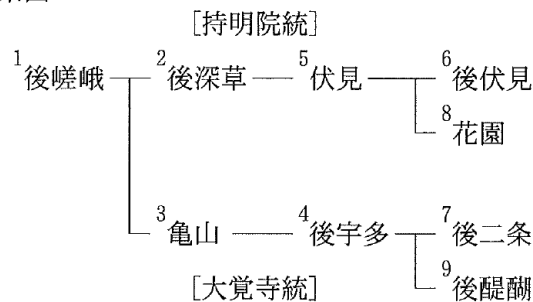 [持明院統]
1後嵯峨 2後深草 5伏見 6後伏見
8花園
3亀山 4後宇多 7後二条
[大覚寺統] 9後醍醐